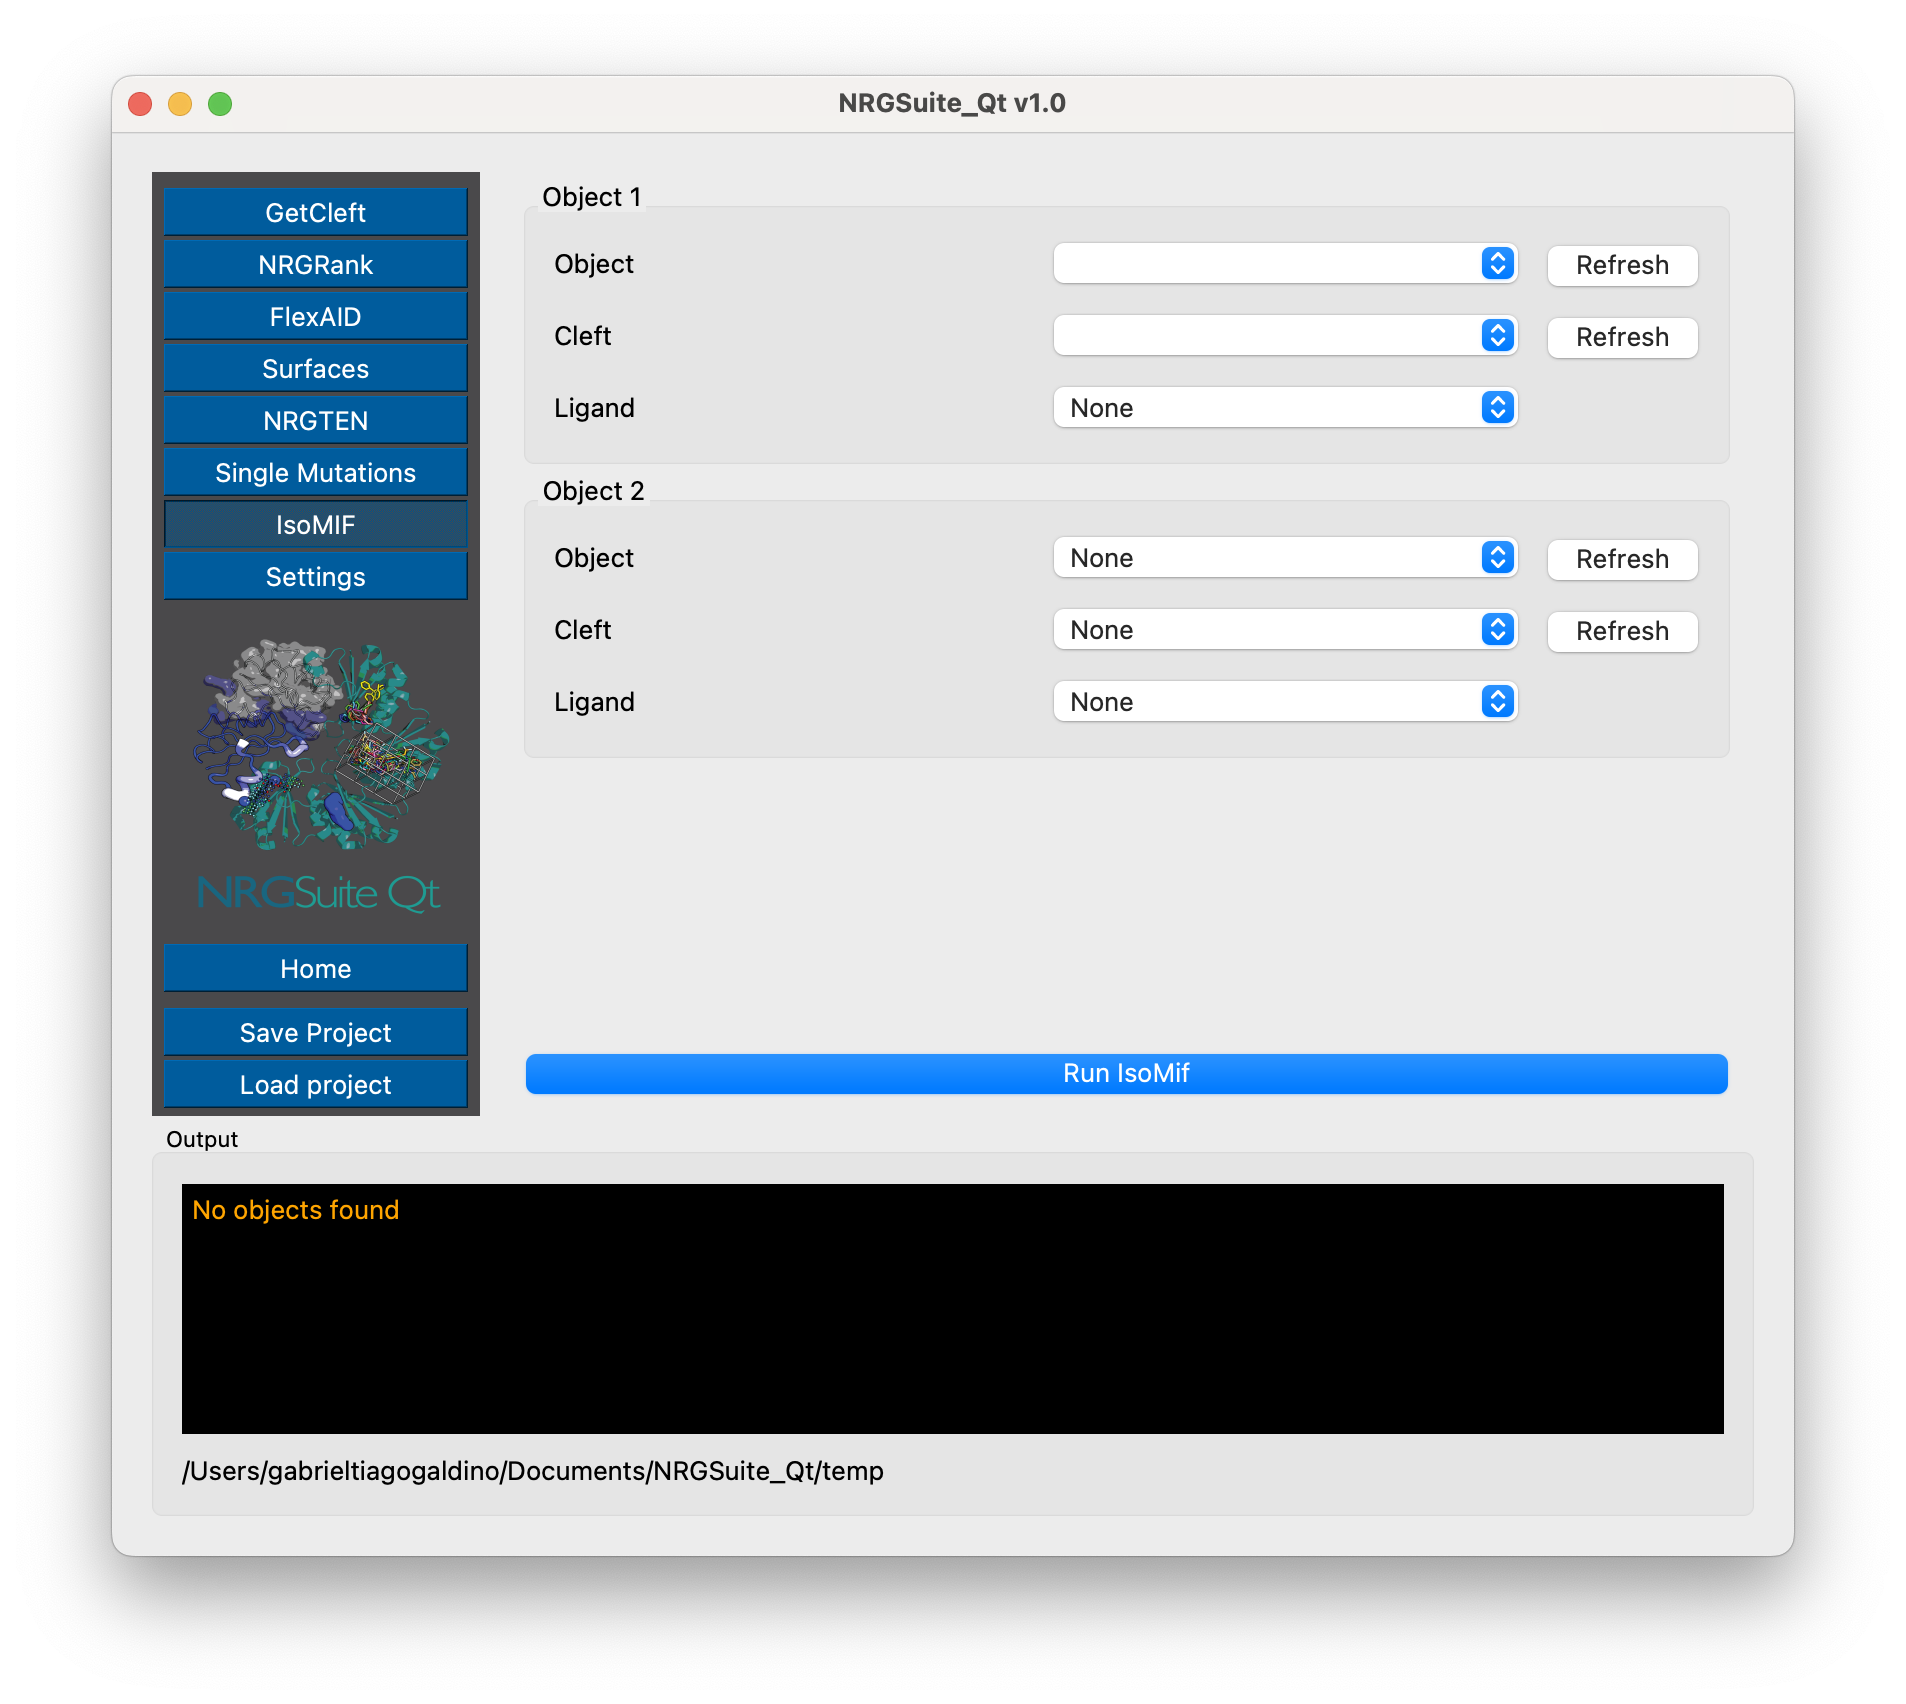 NRGSuite_Qt v1.0
GetCleft
NRGRank
FlexAID
Surfaces
NRGTEN
Single Mutations
IsoMIF
Settings
NRGSuite Qt
Home
Save Project
Load project
Object 1
Object Refresh
Cleft Refresh
Ligand None
Object 2
Object None Refresh
Cleft None Refresh
Ligand None
Run IsoMif
Output
No objects found
/Users/gabrieltiagogaldino/Documents/NRGSuite_Qt/temp